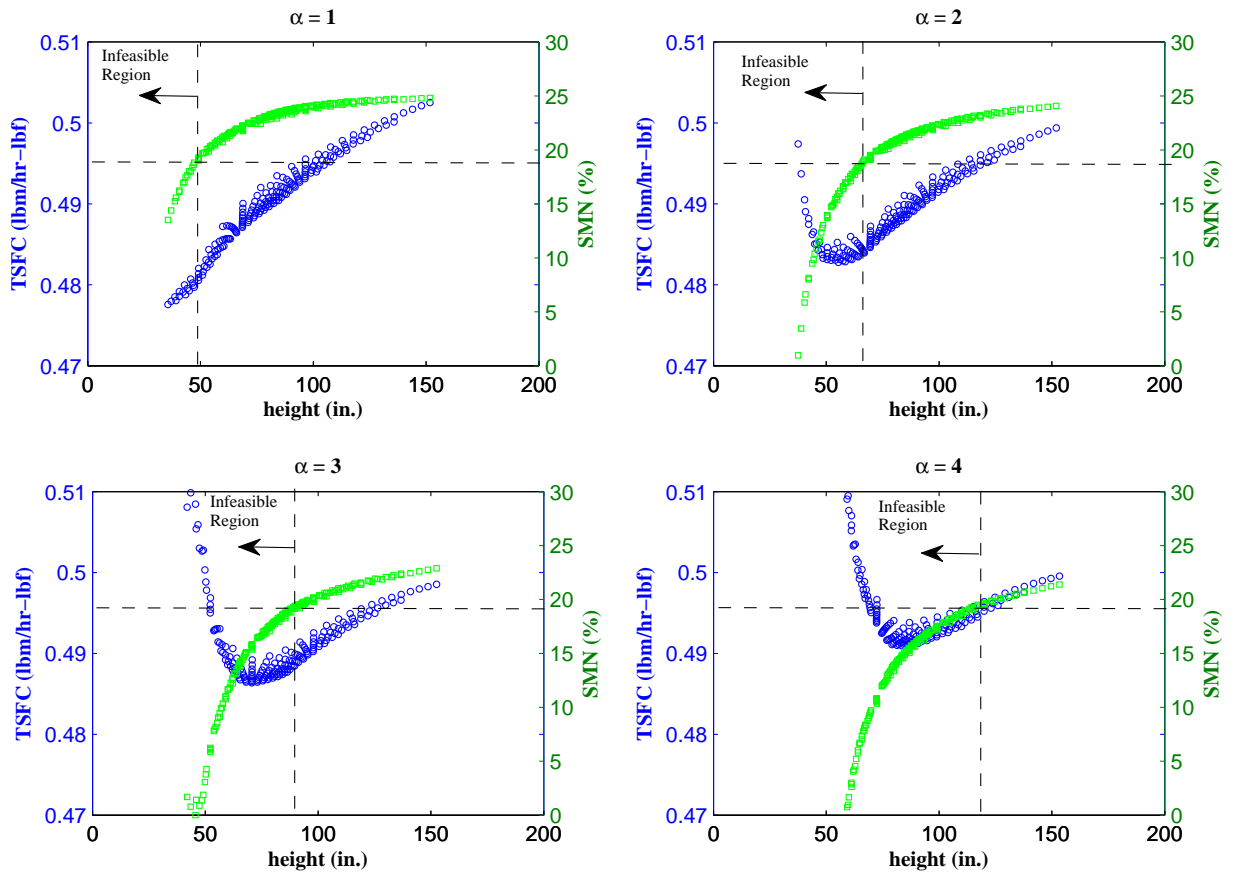 α = 1
Infeasible
Region
TSFC (lbm/hr−lbf)
0.51
0.5
0.49
0.48
0.47
30
25
20
15
10
5
0
SMN (%)
0 50 100 150 200
height (in.)
α = 2
Infeasible
Region
TSFC (lbm/hr−lbf)
0.51
0.5
0.49
0.48
0.47
30
25
20
15
10
5
0
SMN (%)
0 50 100 150 200
height (in.)
α = 3
Infeasible
Region
TSFC (lbm/hr−lbf)
0.51
0.5
0.49
0.48
0.47
30
25
20
15
10
5
0
SMN (%)
0 50 100 150 200
height (in.)
α = 4
Infeasible
Region
TSFC (lbm/hr−lbf)
0.51
0.5
0.49
0.48
0.47
30
25
20
15
10
5
0
SMN (%)
0 50 100 150 200
height (in.)